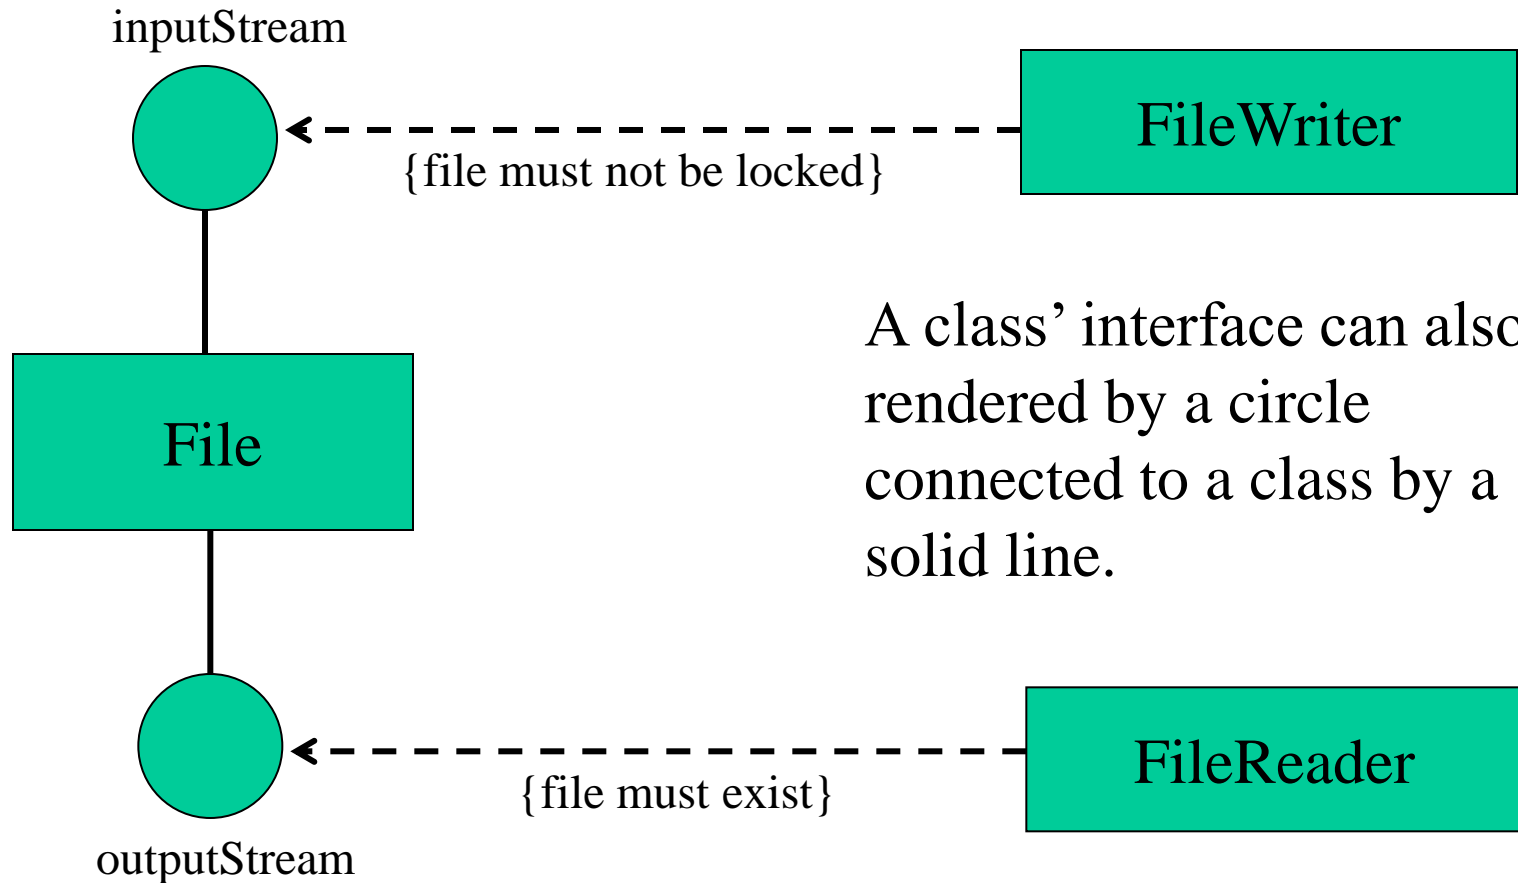 inputStream
FileWriter
{file must not be locked}
A class’ interface can also
rendered by a circle
connected to a class by a
solid line.
File
FileReader
{file must exist}
outputStream